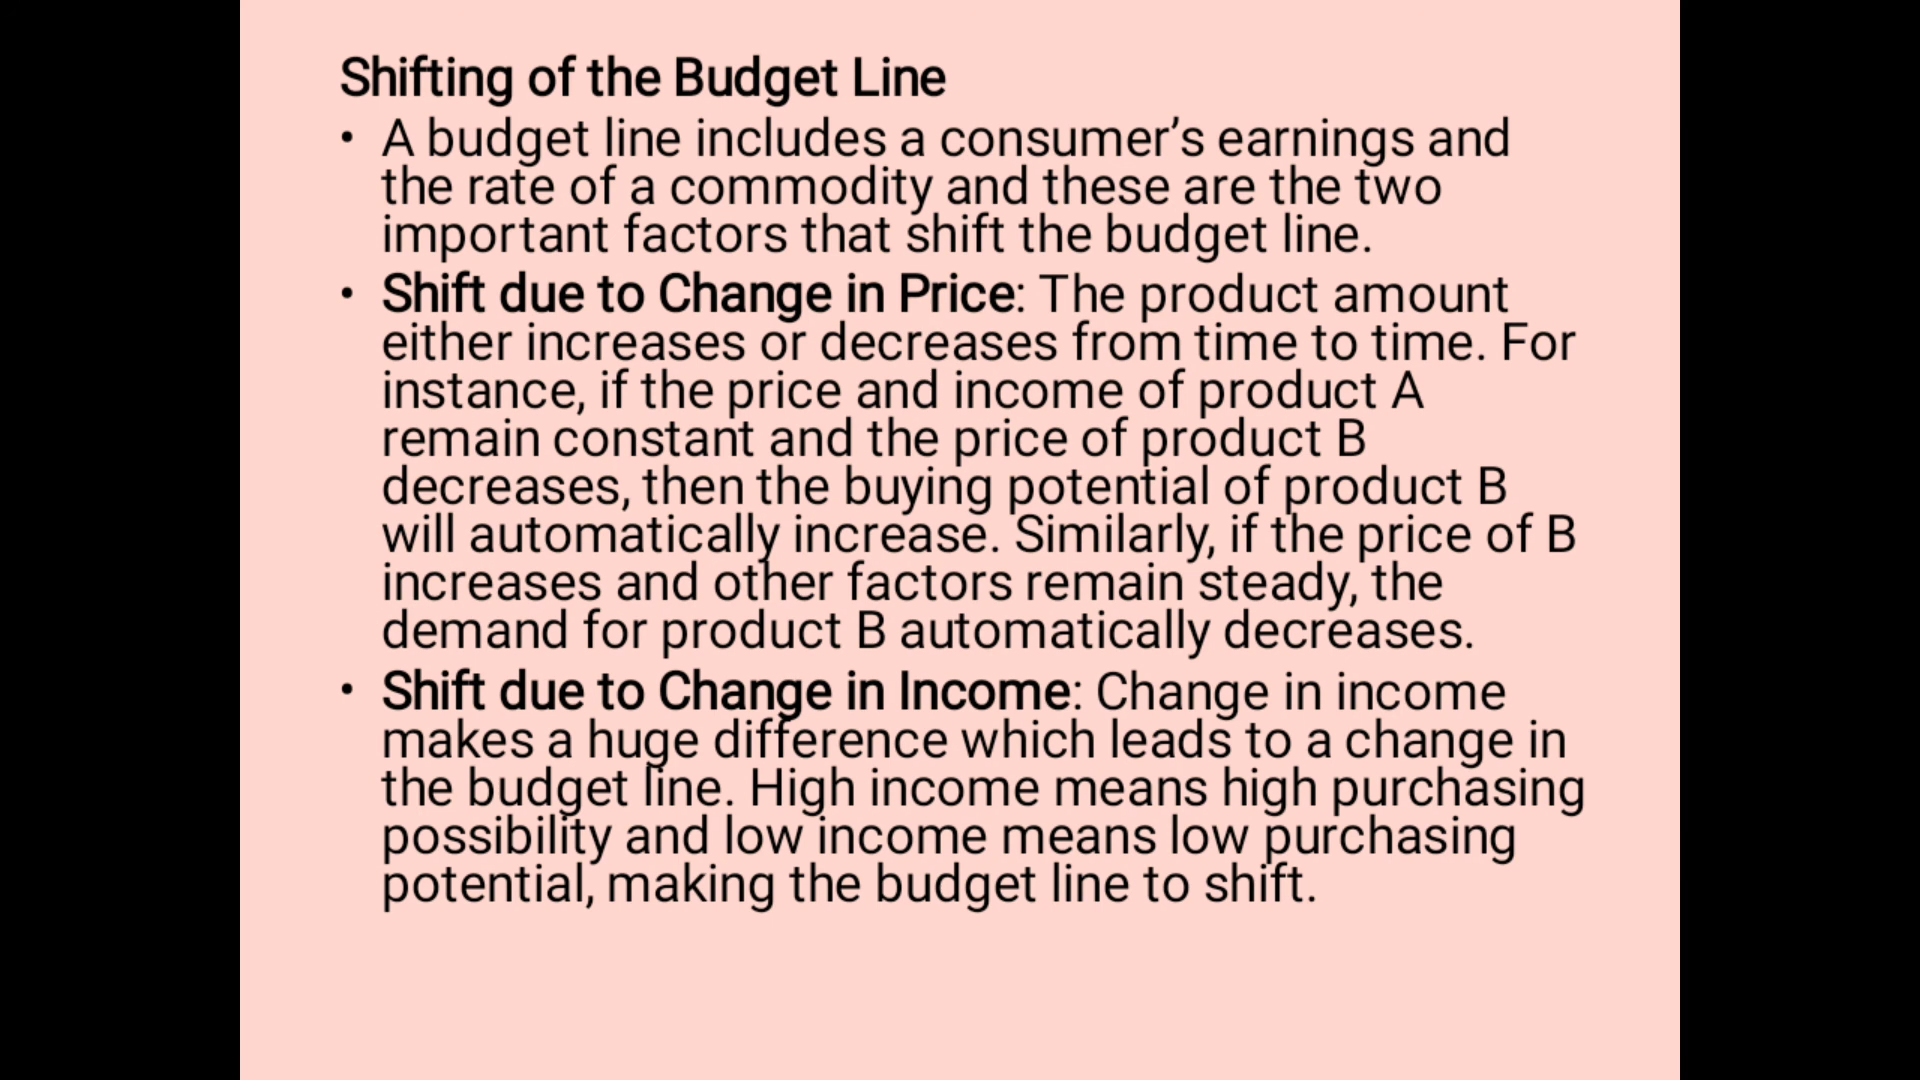 Shifting of the Budget Line
• A budget line includes a consumer’s earnings and
the rate of a commodity and these are the two
important factors that shift the budget line.
• Shift due to Change in Price: The product amount
either increases or decreases from time to time. For
instance, if the price and income of product A
remain constant and the price of product B
decreases, then the buying potential of product B
will automatically increase. Similarly, if the price of B
increases and other factors remain steady, the
demand for product B automatically decreases.
• Shift due to Change in Income: Change in income
makes a huge difference which leads to a change in
the budget line. High income means high purchasing
possibility and low income means low purchasing
potential, making the budget line to shift.